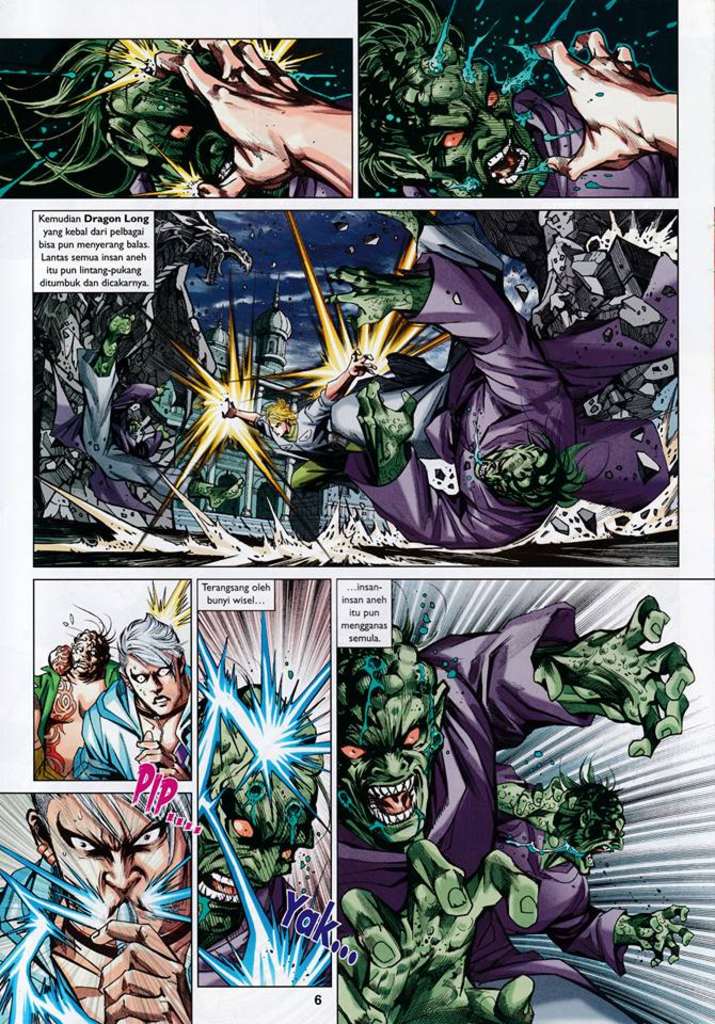 Kemudian Dragon Long
yang kebal dari pelbagai
bisa pun menyerang balas.
Lantas semua insan aneh
itu pun lintang-pukang
ditumbuk dan dicakarnya.
Terangsang oleh
bunyi wisel...
...insan-
insan aneh
itu pun
mengganas
semula.
PIP....
Yak...
6